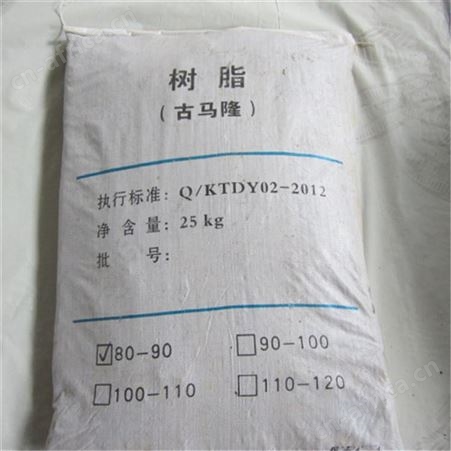 树 脂
（古马隆）
执行标准：Q/KTDY02-2012
净 含 量：25 kg
批 号：
☑80-90 □90-100
□100-110 □110-120